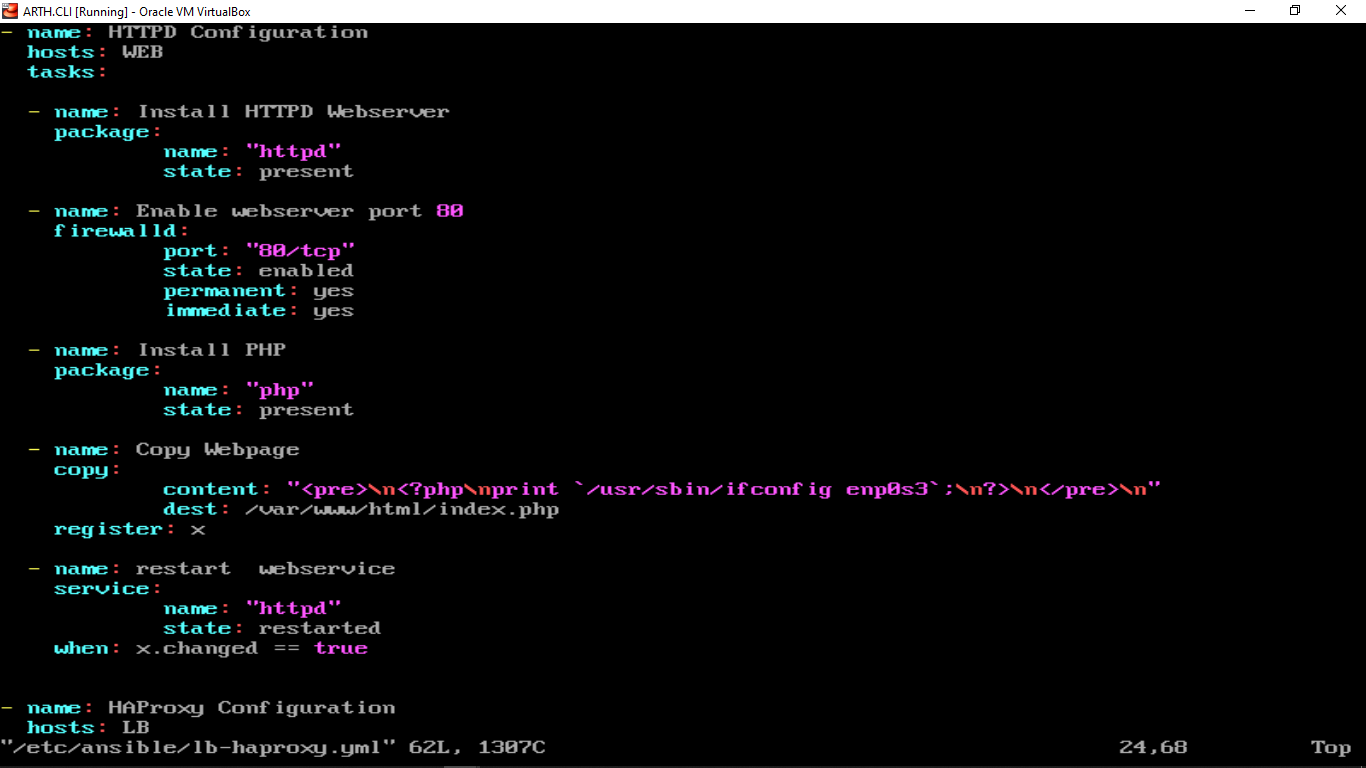 ARTH.CLI [Running] - Oracle VM VirtualBox
- name: HTTPD Configuration
  hosts: WEB
  tasks:
  - name: Install HTTPD Webserver
    package:
            name: "httpd"
            state: present
  - name: Enable webserver port 80
    firewalld:
            port: "80/tcp"
            state: enabled
            permanent: yes
            immediate: yes
  - name: Install PHP
    package:
            name: "php"
            state: present
  - name: Copy Webpage
    copy:
            content: "<pre>\n<?php\nprint `/usr/sbin/ifconfig enp0s3`;\n?>\n</pre>\n"
            dest: /var/www/html/index.php
    register: x
  - name: restart  webservice
    service:
            name: "httpd"
            state: restarted
    when: x.changed == true
- name: HAProxy Configuration
  hosts: LB
"/etc/ansible/lb-haproxy.yml" 62L, 1307C 24,68 Top